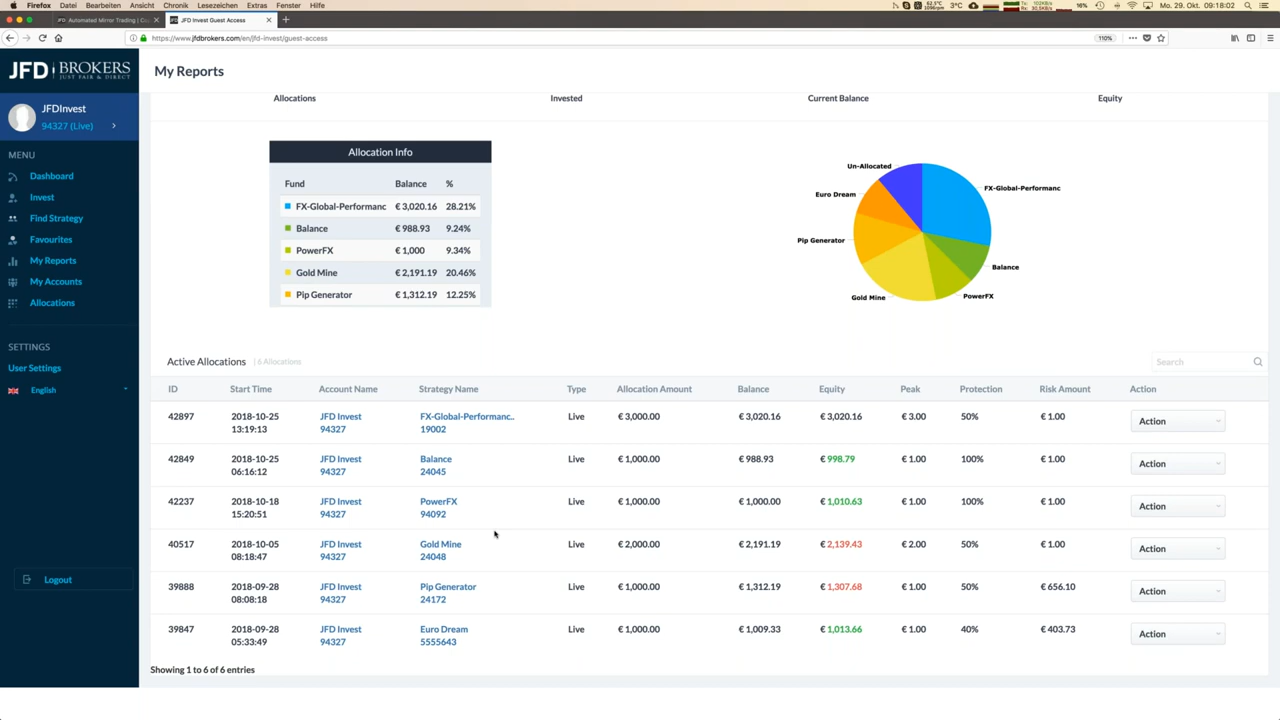 Firefox Datei Bearbeiten Ansicht Chronik Lesezeichen Extras Fenster Hilfe 16% Mo. 29. Okt. 09:18:02
Automated Mirror Trading | Co JFD Invest Guest Access
https://www.jfdbrokers.com/en/jfd-invest/guest-access 110%
JFD BROKERS
JUST FAIR & DIRECT
My Reports
JFDInvest
94327 (Live)
MENU
Dashboard
Invest
Find Strategy
Favourites
My Reports
My Accounts
Allocations
SETTINGS
User Settings
English
Logout
Allocations Invested Current Balance Equity
Allocation Info
Fund Balance %
FX-Global-Performanc € 3,020.16 28.21%
Balance € 988.93 9.24%
PowerFX € 1,000 9.34%
Gold Mine € 2,191.19 20.46%
Pip Generator € 1,312.19 12.25%
Un-Allocated
Euro Dream
FX-Global-Performanc
Pip Generator
Balance
Gold Mine
PowerFX
Active Allocations | 6 Allocations Search
ID Start Time Account Name Strategy Name Type Allocation Amount Balance Equity Peak Protection Risk Amount Action
42897 2018-10-25 JFD Invest FX-Global-Performanc.. Live € 3,000.00 € 3,020.16 € 3,020.16 € 3.00 50% € 1.00 Action
13:19:13 94327 19002
42849 2018-10-25 JFD Invest Balance Live € 1,000.00 € 988.93 € 998.79 € 1.00 100% € 1.00 Action
06:16:12 94327 24045
42237 2018-10-18 JFD Invest PowerFX Live € 1,000.00 € 1,000.00 € 1,010.63 € 1.00 100% € 1.00 Action
15:20:51 94327 94092
40517 2018-10-05 JFD Invest Gold Mine Live € 2,000.00 € 2,191.19 € 2,139.43 € 2.00 50% € 1.00 Action
08:18:47 94327 24048
39888 2018-09-28 JFD Invest Pip Generator Live € 1,000.00 € 1,312.19 € 1,307.68 € 1.00 50% € 656.10 Action
08:08:18 94327 24172
39847 2018-09-28 JFD Invest Euro Dream Live € 1,000.00 € 1,009.33 € 1,013.66 € 1.00 40% € 403.73 Action
05:33:49 94327 5555643
Showing 1 to 6 of 6 entries